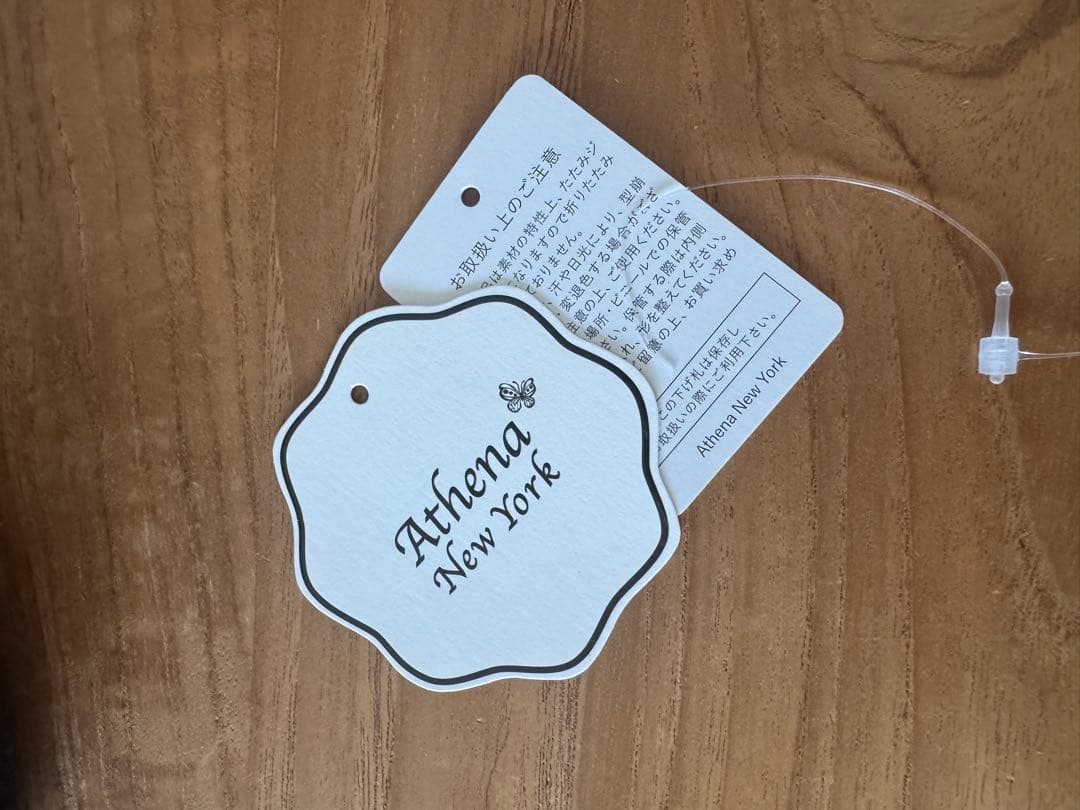 Athena
New York
お取扱い上のご注意
は素材の特性上、たたみジ
なりますので折りたたみ
ておりません。
汗や日光により、型崩
変退色する場合がござ
注意の上、ご使用ください。
場所・ビニールでの保管
さい。保管する際は内側
れ、形を整えてください。
留意の上、お買い求め
この下げ札は保存し
取扱いの際にご利用下さい。
Athena New York